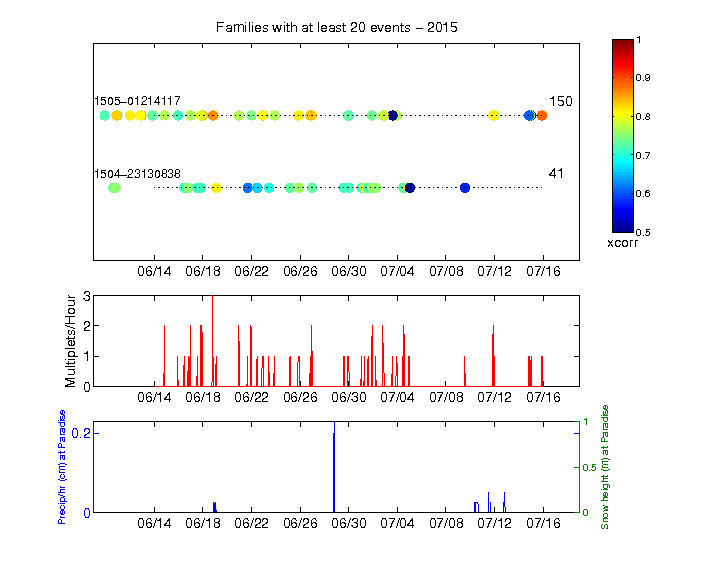 Families with at least 20 events – 2015
1505–01214117
150
1504–23130838
41
06/14 06/18 06/22 06/26 06/30 07/04 07/08 07/12 07/16
1
0.9
0.8
0.7
0.6
0.5
xcorr
Multiplets/Hour
3
2
1
0
06/14 06/18 06/22 06/26 06/30 07/04 07/08 07/12 07/16
Precip/hr (cm) at Paradise
0.2
0
06/14 06/18 06/22 06/26 06/30 07/04 07/08 07/12 07/16
1
0.5
0
Snow height (m) at Paradise